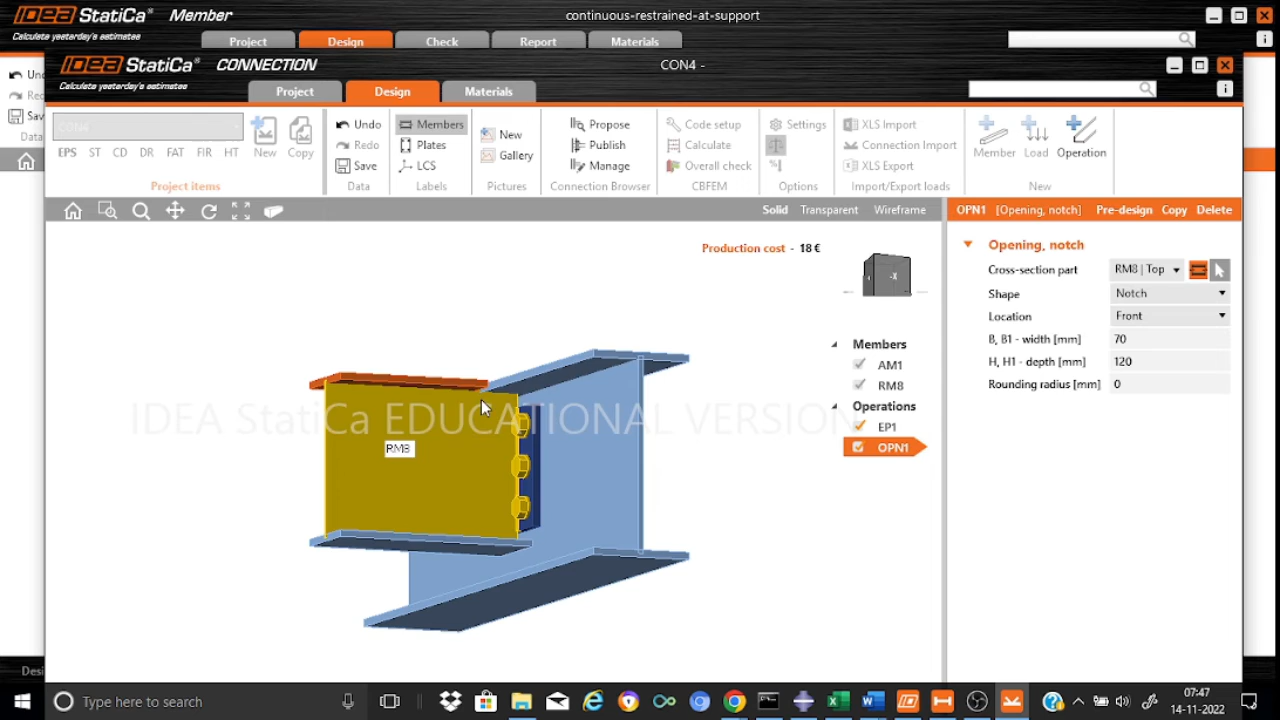 IDEA StatiCa® Member
Calculate yesterday's estimates
continuous-restrained-at-support
Project Design Check Report Materials
IDEA StatiCa® CONNECTION
Calculate yesterday's estimates
CON4 -
Project Design Materials
Undo
Redo
Save
Data
CON4
EPS ST CD DR FAT FIR HT
New Copy
Project items
Undo
Redo
Save
Data
Members
Plates
LCS
Labels
New
Gallery
Pictures
Propose
Publish
Manage
Connection Browser
Code setup
Calculate
Overall check
CBFEM
Settings
Options
XLS Import
Connection Import
XLS Export
Import/Export loads
Member Load Operation
New
Solid Transparent Wireframe
OPN1 [Opening, notch] Pre-design Copy Delete
Production cost - 18 €
-X
Opening, notch
Cross-section part RM8 | Top
Shape Notch
Location Front
B, B1 - width [mm] 70
H, H1 - depth [mm] 120
Rounding radius [mm] 0
Members
AM1
RM8
Operations
EP1
OPN1
IDEA StatiCa EDUCATIONAL VERSION
RM8
Desi
Type here to search
07:47
14-11-2022